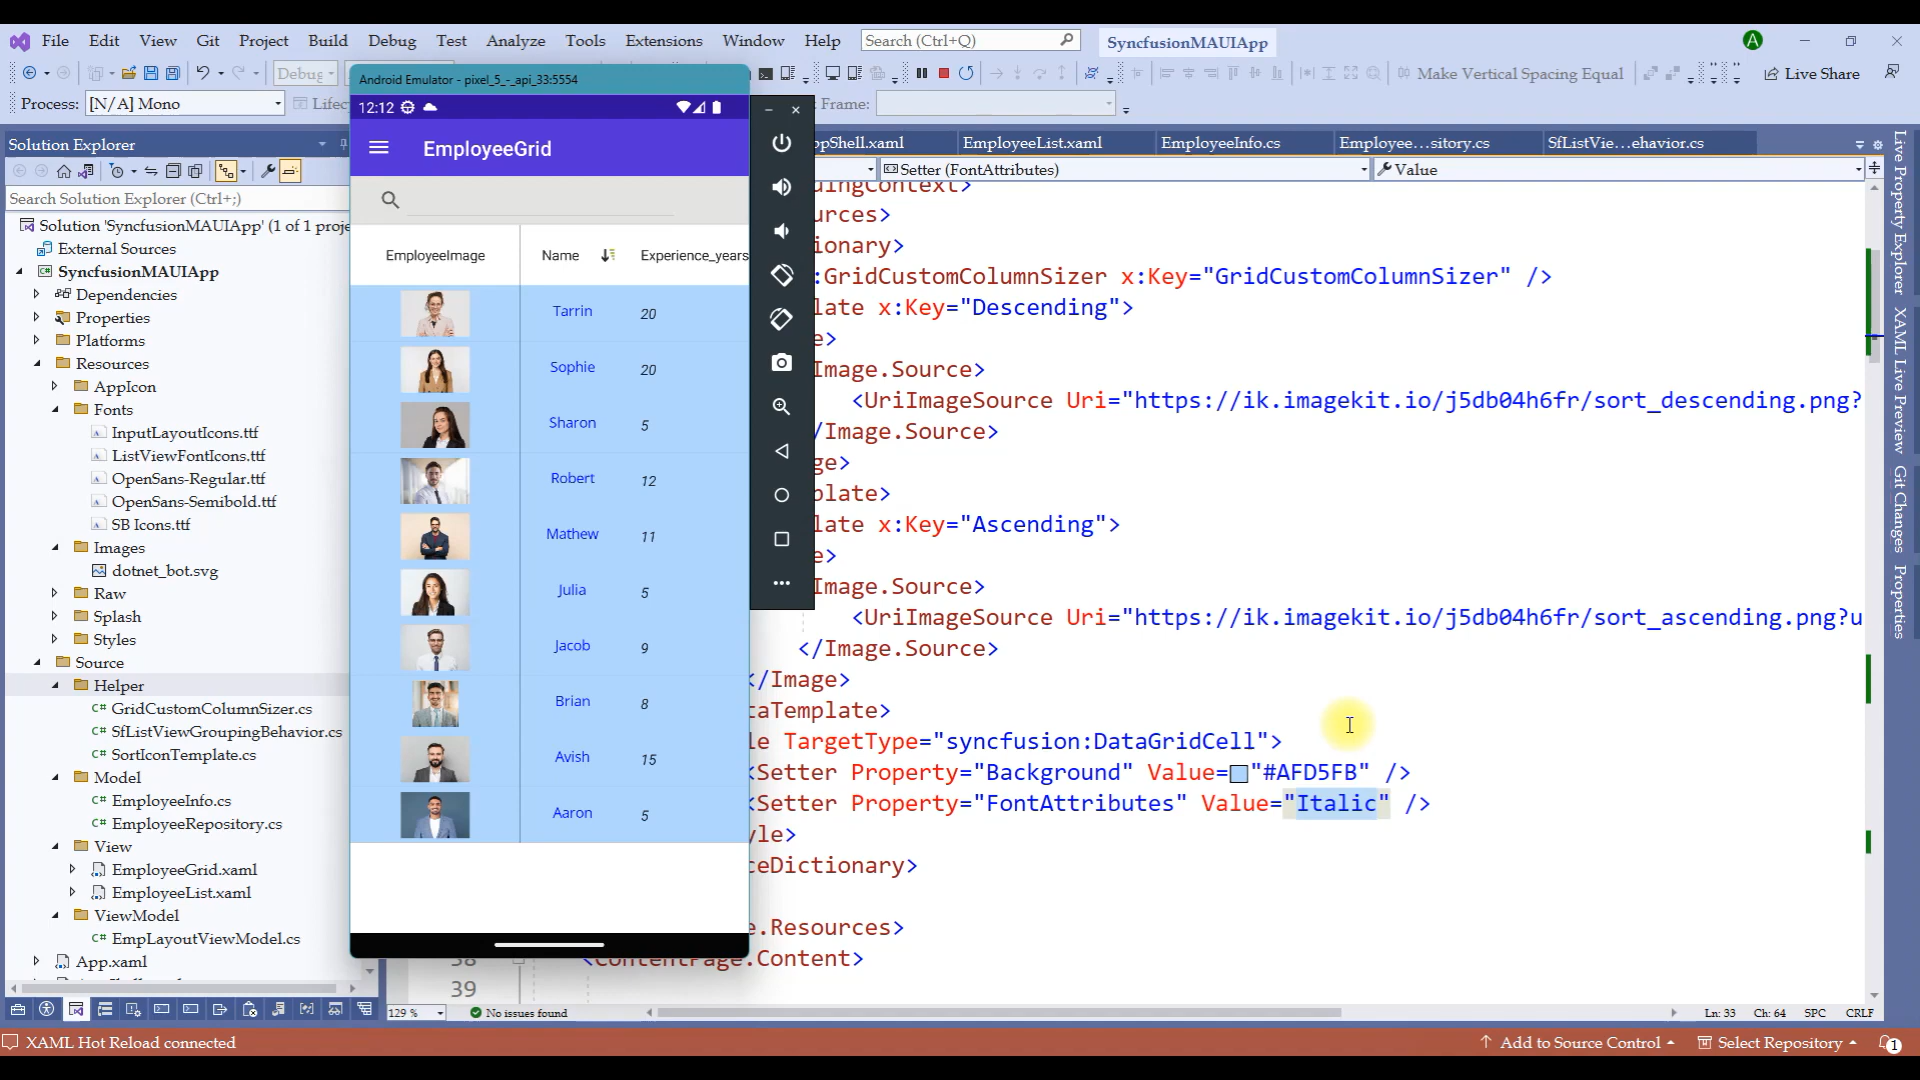 File Edit View Git Project Build Debug Test Analyze Tools Extensions Window Help Search (Ctrl+Q) SyncfusionMAUIApp A
Debug Make Vertical Spacing Equal Live Share
Process: [N/A] Mono Lifec Frame:
Android Emulator - pixel_5_-_api_33:5554
12:12
EmployeeGrid
EmployeeImage Name Experience_years
Tarrin 20
Sophie 20
Sharon 5
Robert 12
Mathew 11
Julia 5
Jacob 9
Brian 8
Avish 15
Aaron 5
Solution Explorer
Search Solution Explorer (Ctrl+;)
Solution 'SyncfusionMAUIApp' (1 of 1 proje
External Sources
SyncfusionMAUIApp
Dependencies
Properties
Platforms
Resources
AppIcon
Fonts
InputLayoutIcons.ttf
ListViewFontIcons.ttf
OpenSans-Regular.ttf
OpenSans-Semibold.ttf
SB Icons.ttf
Images
dotnet_bot.svg
Raw
Splash
Styles
Source
Helper
C# GridCustomColumnSizer.cs
C# SfListViewGroupingBehavior.cs
C# SortIconTemplate.cs
Model
C# EmployeeInfo.cs
C# EmployeeRepository.cs
View
EmployeeGrid.xaml
EmployeeList.xaml
ViewModel
C# EmpLayoutViewModel.cs
App.xaml
ppShell.xaml EmployeeList.xaml EmployeeInfo.cs Employee...sitory.cs SfListVie...ehavior.cs
Setter (FontAttributes) Value
dingContext>
urces>
ionary>
:GridCustomColumnSizer x:Key="GridCustomColumnSizer" />
late x:Key="Descending">
e>
Image.Source>
<UriImageSource Uri="https://ik.imagekit.io/j5db04h6fr/sort_descending.png?
/Image.Source>
ge>
plate>
late x:Key="Ascending">
e>
Image.Source>
<UriImageSource Uri="https://ik.imagekit.io/j5db04h6fr/sort_ascending.png?u
</Image.Source>
</Image>
taTemplate>
le TargetType="syncfusion:DataGridCell">
<Setter Property="Background" Value="#AFD5FB" />
<Setter Property="FontAttributes" Value="Italic" />
yle>
ceDictionary>
e.Resources>
38 <ContentPage.Content>
39
129 % No issues found Ln: 33 Ch: 64 SPC CRLF
Live Property Explorer
XAML Live Preview
Git Changes
Properties
XAML Hot Reload connected Add to Source Control Select Repository 1